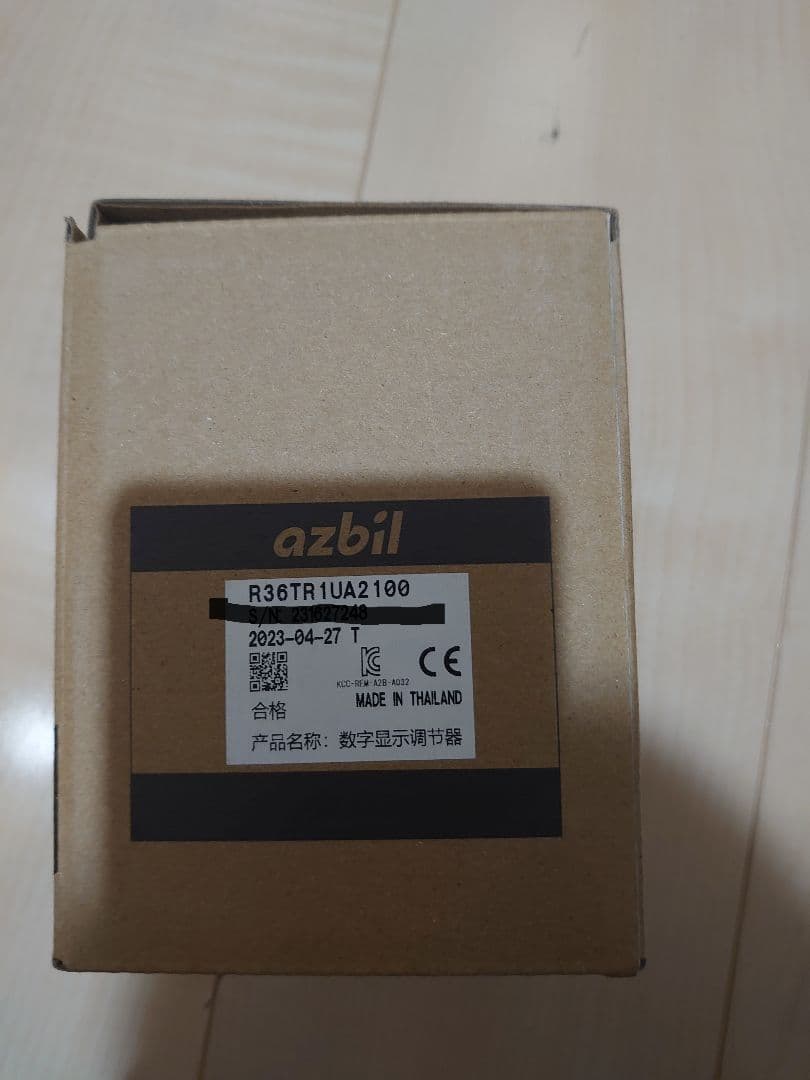 azbil
R36TR1UA2100
S/N: 231627248
2023-04-27 T
KCC-REM-A2B-A032
CE
MADE IN THAILAND
合格
产品名称: 数字显示调节器